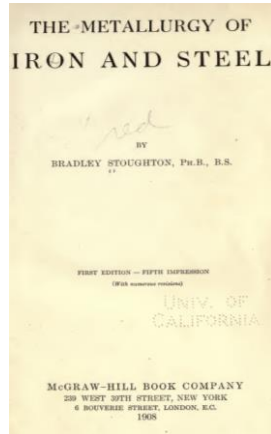 THE METALLURGY OF
IRON AND STEEL
red
BY
BRADLEY STOUGHTON, PH.B., B.S.
FIRST EDITION — FIFTH IMPRESSION
(With numerous revisions)
UNIV. OF
CALIFORNIA
McGRAW-HILL BOOK COMPANY
239 WEST 39TH STREET, NEW YORK
6 BOUVERIE STREET, LONDON, E.C.
1908